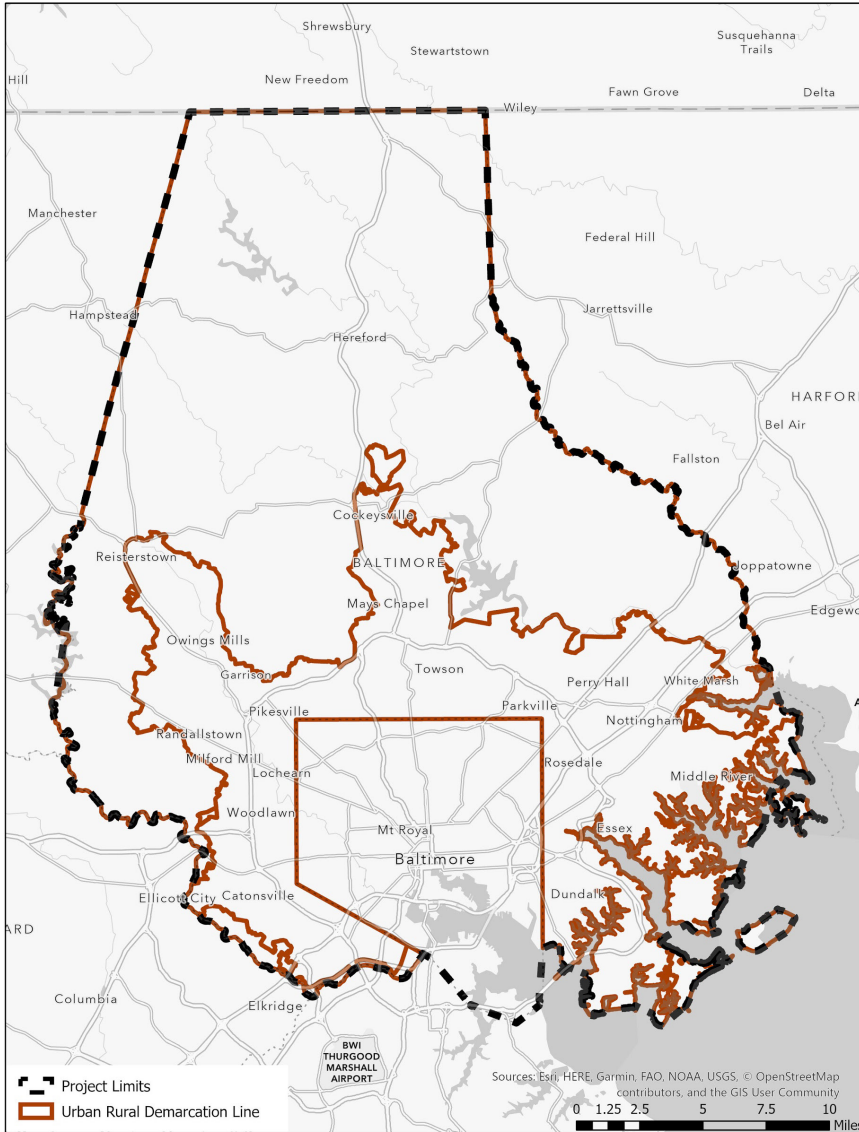 Shrewsbury
Susquehanna
Trails
Stewartstown
Hill
New Freedom
Fawn Grove
Delta
Wiley
Manchester
Federal Hill
Hampstead
Jarrettsville
Hereford
HARFOR
Bel Air
Fallston
Cockeysville
Reisterstown
BALTIMORE
Joppatowne
Mays Chapel
Edgewo
Owings Mills
Garrison
Towson
Perry Hall
White Marsh
A
Pikesville
Parkville
Nottingham
Randallstown
Milford Mill
Rosedale
Lochearn
Middle River
Woodlawn
Mt Royal
Essex
Baltimore
Ellicott City
Catonsville
Dundalk
ARD
Columbia
Elkridge
BWI
THURGOOD
MARSHALL
AIRPORT
Project Limits
Urban Rural Demarcation Line
Sources: Esri, HERE, Garmin, FAO, NOAA, USGS, © OpenStreetMap
contributors, and the GIS User Community
0 1.25 2.5 5 7.5 10
Miles